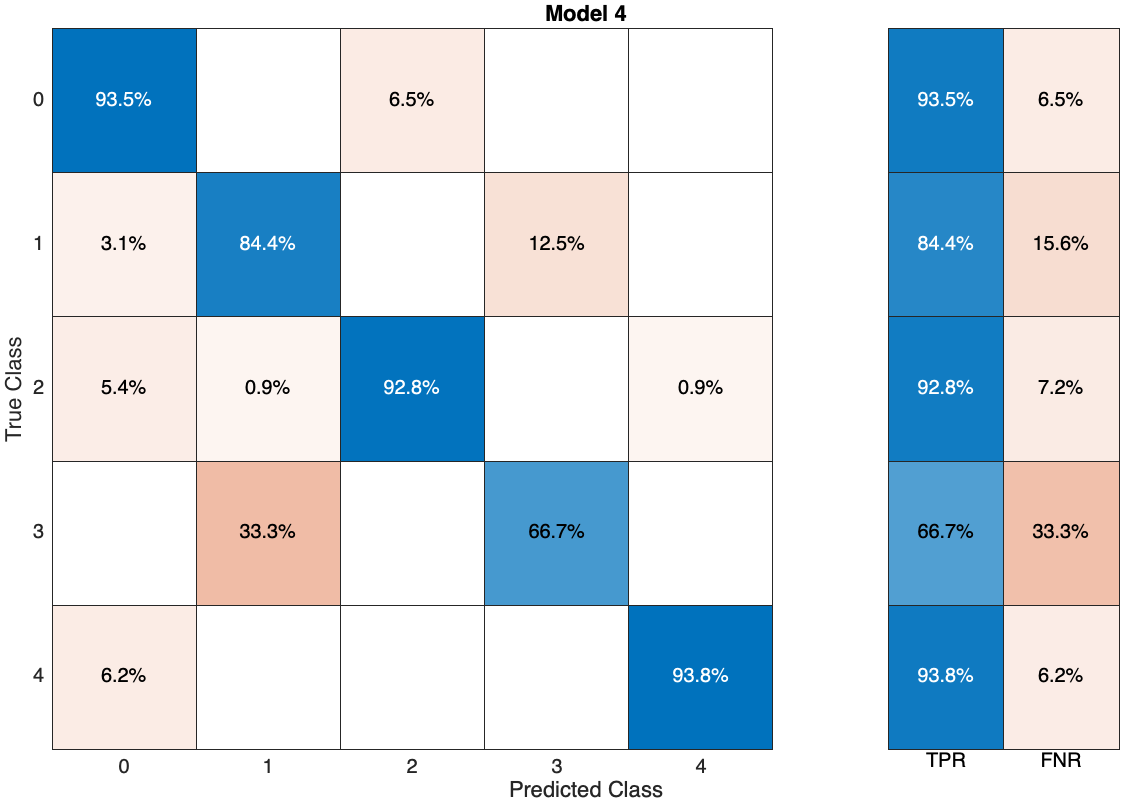 Model 4
0 93.5% 6.5% 93.5% 6.5%
1 3.1% 84.4% 12.5% 84.4% 15.6%
True Class
2 5.4% 0.9% 92.8% 0.9% 92.8% 7.2%
3 33.3% 66.7% 66.7% 33.3%
4 6.2% 93.8% 93.8% 6.2%
0 1 2 3 4 TPR FNR
Predicted Class